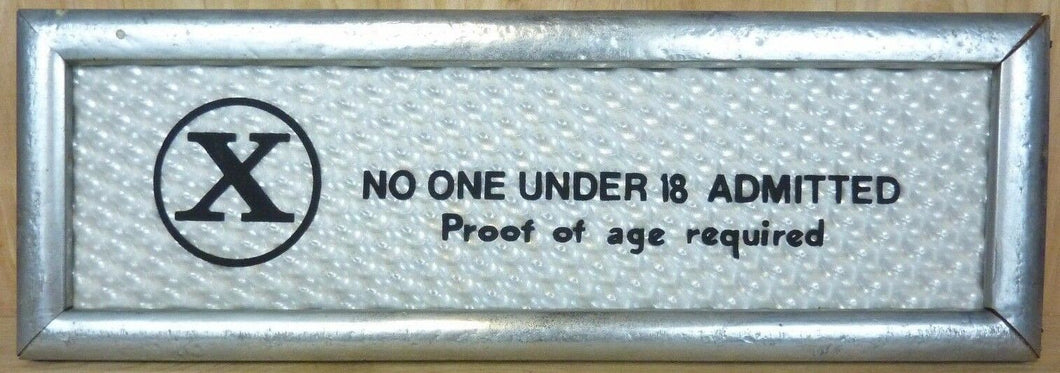 X
NO ONE UNDER 18 ADMITTED
Proof of age required